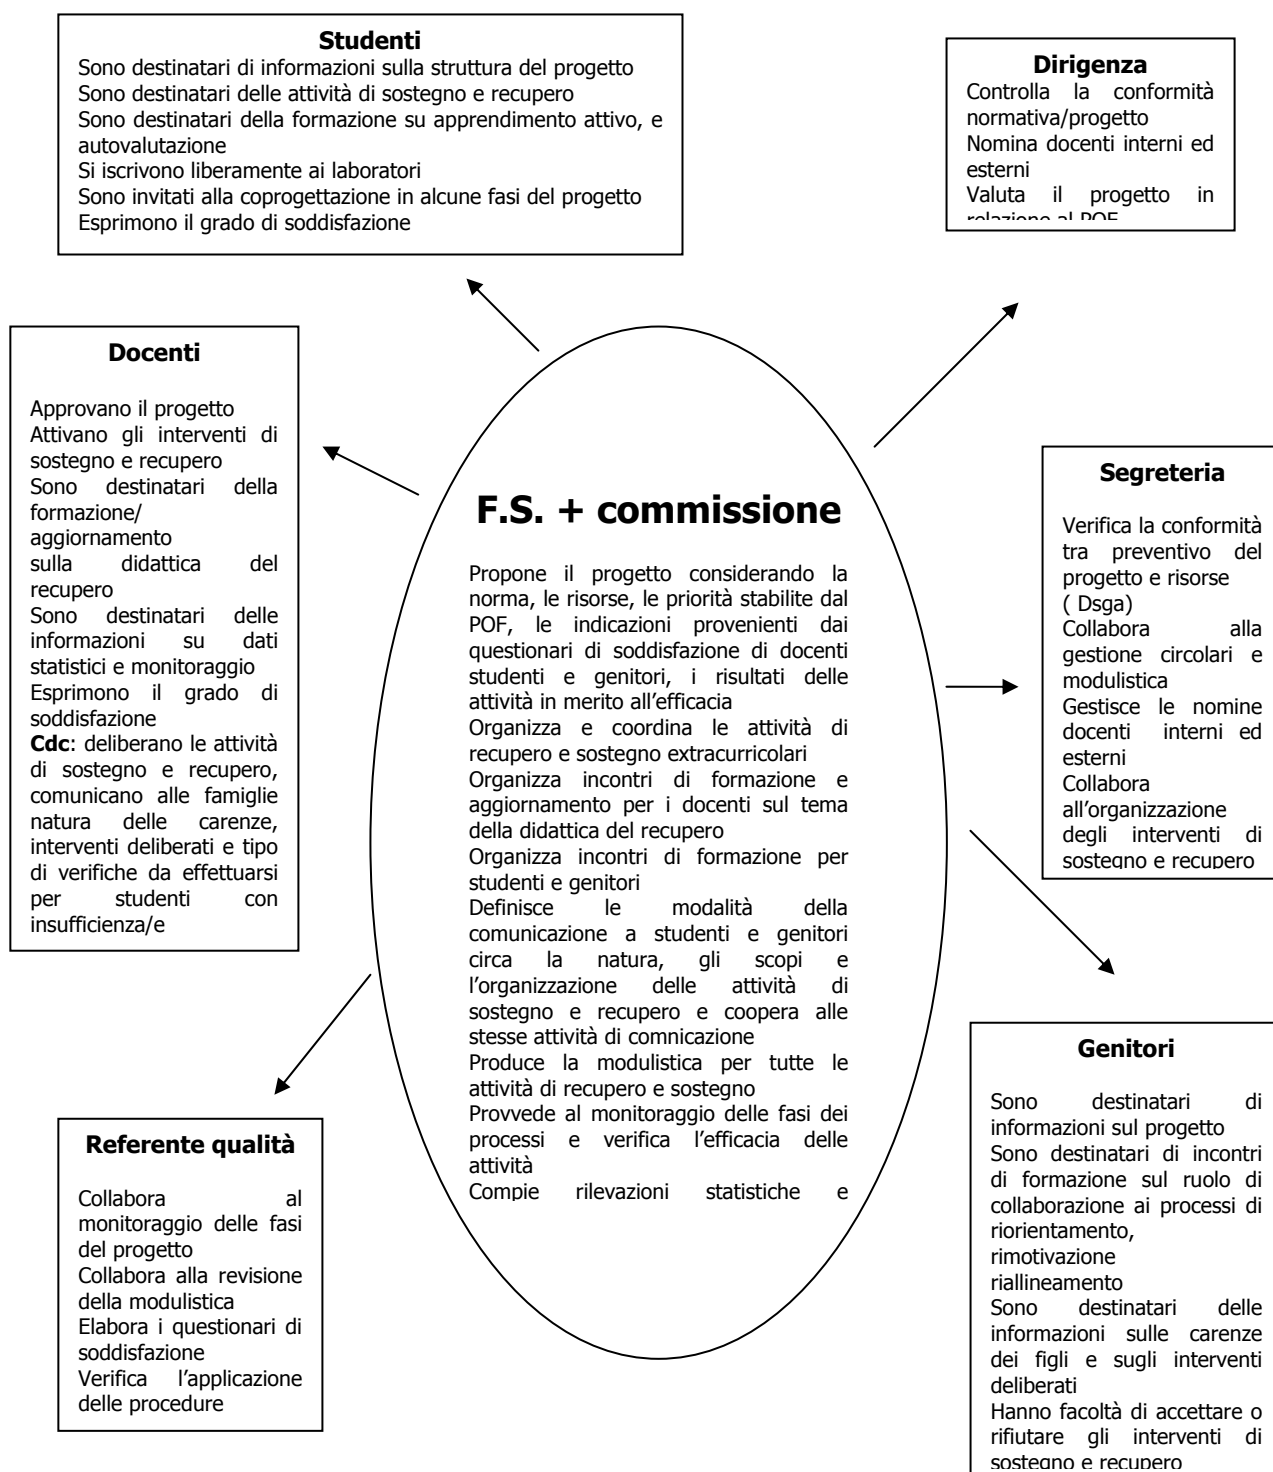 Studenti
Sono destinatari di informazioni sulla struttura del progetto
Sono destinatari delle attività di sostegno e recupero
Sono destinatari della formazione su apprendimento attivo, e
autovalutazione
Si iscrivono liberamente ai laboratori
Sono invitati alla coprogettazione in alcune fasi del progetto
Esprimono il grado di soddisfazione
Dirigenza
Controlla la conformità
normativa/progetto
Nomina docenti interni ed
esterni
Valuta il progetto in
relazione al POF
Docenti
Approvano il progetto
Attivano gli interventi di
sostegno e recupero
Sono destinatari della
formazione/
aggiornamento
sulla didattica del
recupero
Sono destinatari delle
informazioni su dati
statistici e monitoraggio
Esprimono il grado di
soddisfazione
Cdc: deliberano le attività
di sostegno e recupero,
comunicano alle famiglie
natura delle carenze,
interventi deliberati e tipo
di verifiche da effettuarsi
per studenti con
insufficienza/e
F.S. + commissione
Propone il progetto considerando la
norma, le risorse, le priorità stabilite dal
POF, le indicazioni provenienti dai
questionari di soddisfazione di docenti
studenti e genitori, i risultati delle
attività in merito all'efficacia
Organizza e coordina le attività di
recupero e sostegno extracurricolari
Organizza incontri di formazione e
aggiornamento per i docenti sul tema
della didattica del recupero
Organizza incontri di formazione per
studenti e genitori
Definisce le modalità della
comunicazione a studenti e genitori
circa la natura, gli scopi e
l'organizzazione delle attività di
sostegno e recupero e coopera alle
stesse attività di comnicazione
Produce la modulistica per tutte le
attività di recupero e sostegno
Provvede al monitoraggio delle fasi dei
processi e verifica l'efficacia delle
attività
Compie rilevazioni statistiche e
Segreteria
Verifica la conformità
tra preventivo del
progetto e risorse
( Dsga)
Collabora alla
gestione circolari e
modulistica
Gestisce le nomine
docenti interni ed
esterni
Collabora
all'organizzazione
degli interventi di
sostegno e recupero
Referente qualità
Collabora al
monitoraggio delle fasi
del progetto
Collabora alla revisione
della modulistica
Elabora i questionari di
soddisfazione
Verifica l'applicazione
delle procedure
Genitori
Sono destinatari di
informazioni sul progetto
Sono destinatari di incontri
di formazione sul ruolo di
collaborazione ai processi di
riorientamento,
rimotivazione
riallineamento
Sono destinatari delle
informazioni sulle carenze
dei figli e sugli interventi
deliberati
Hanno facoltà di accettare o
rifiutare gli interventi di
sostegno e recupero